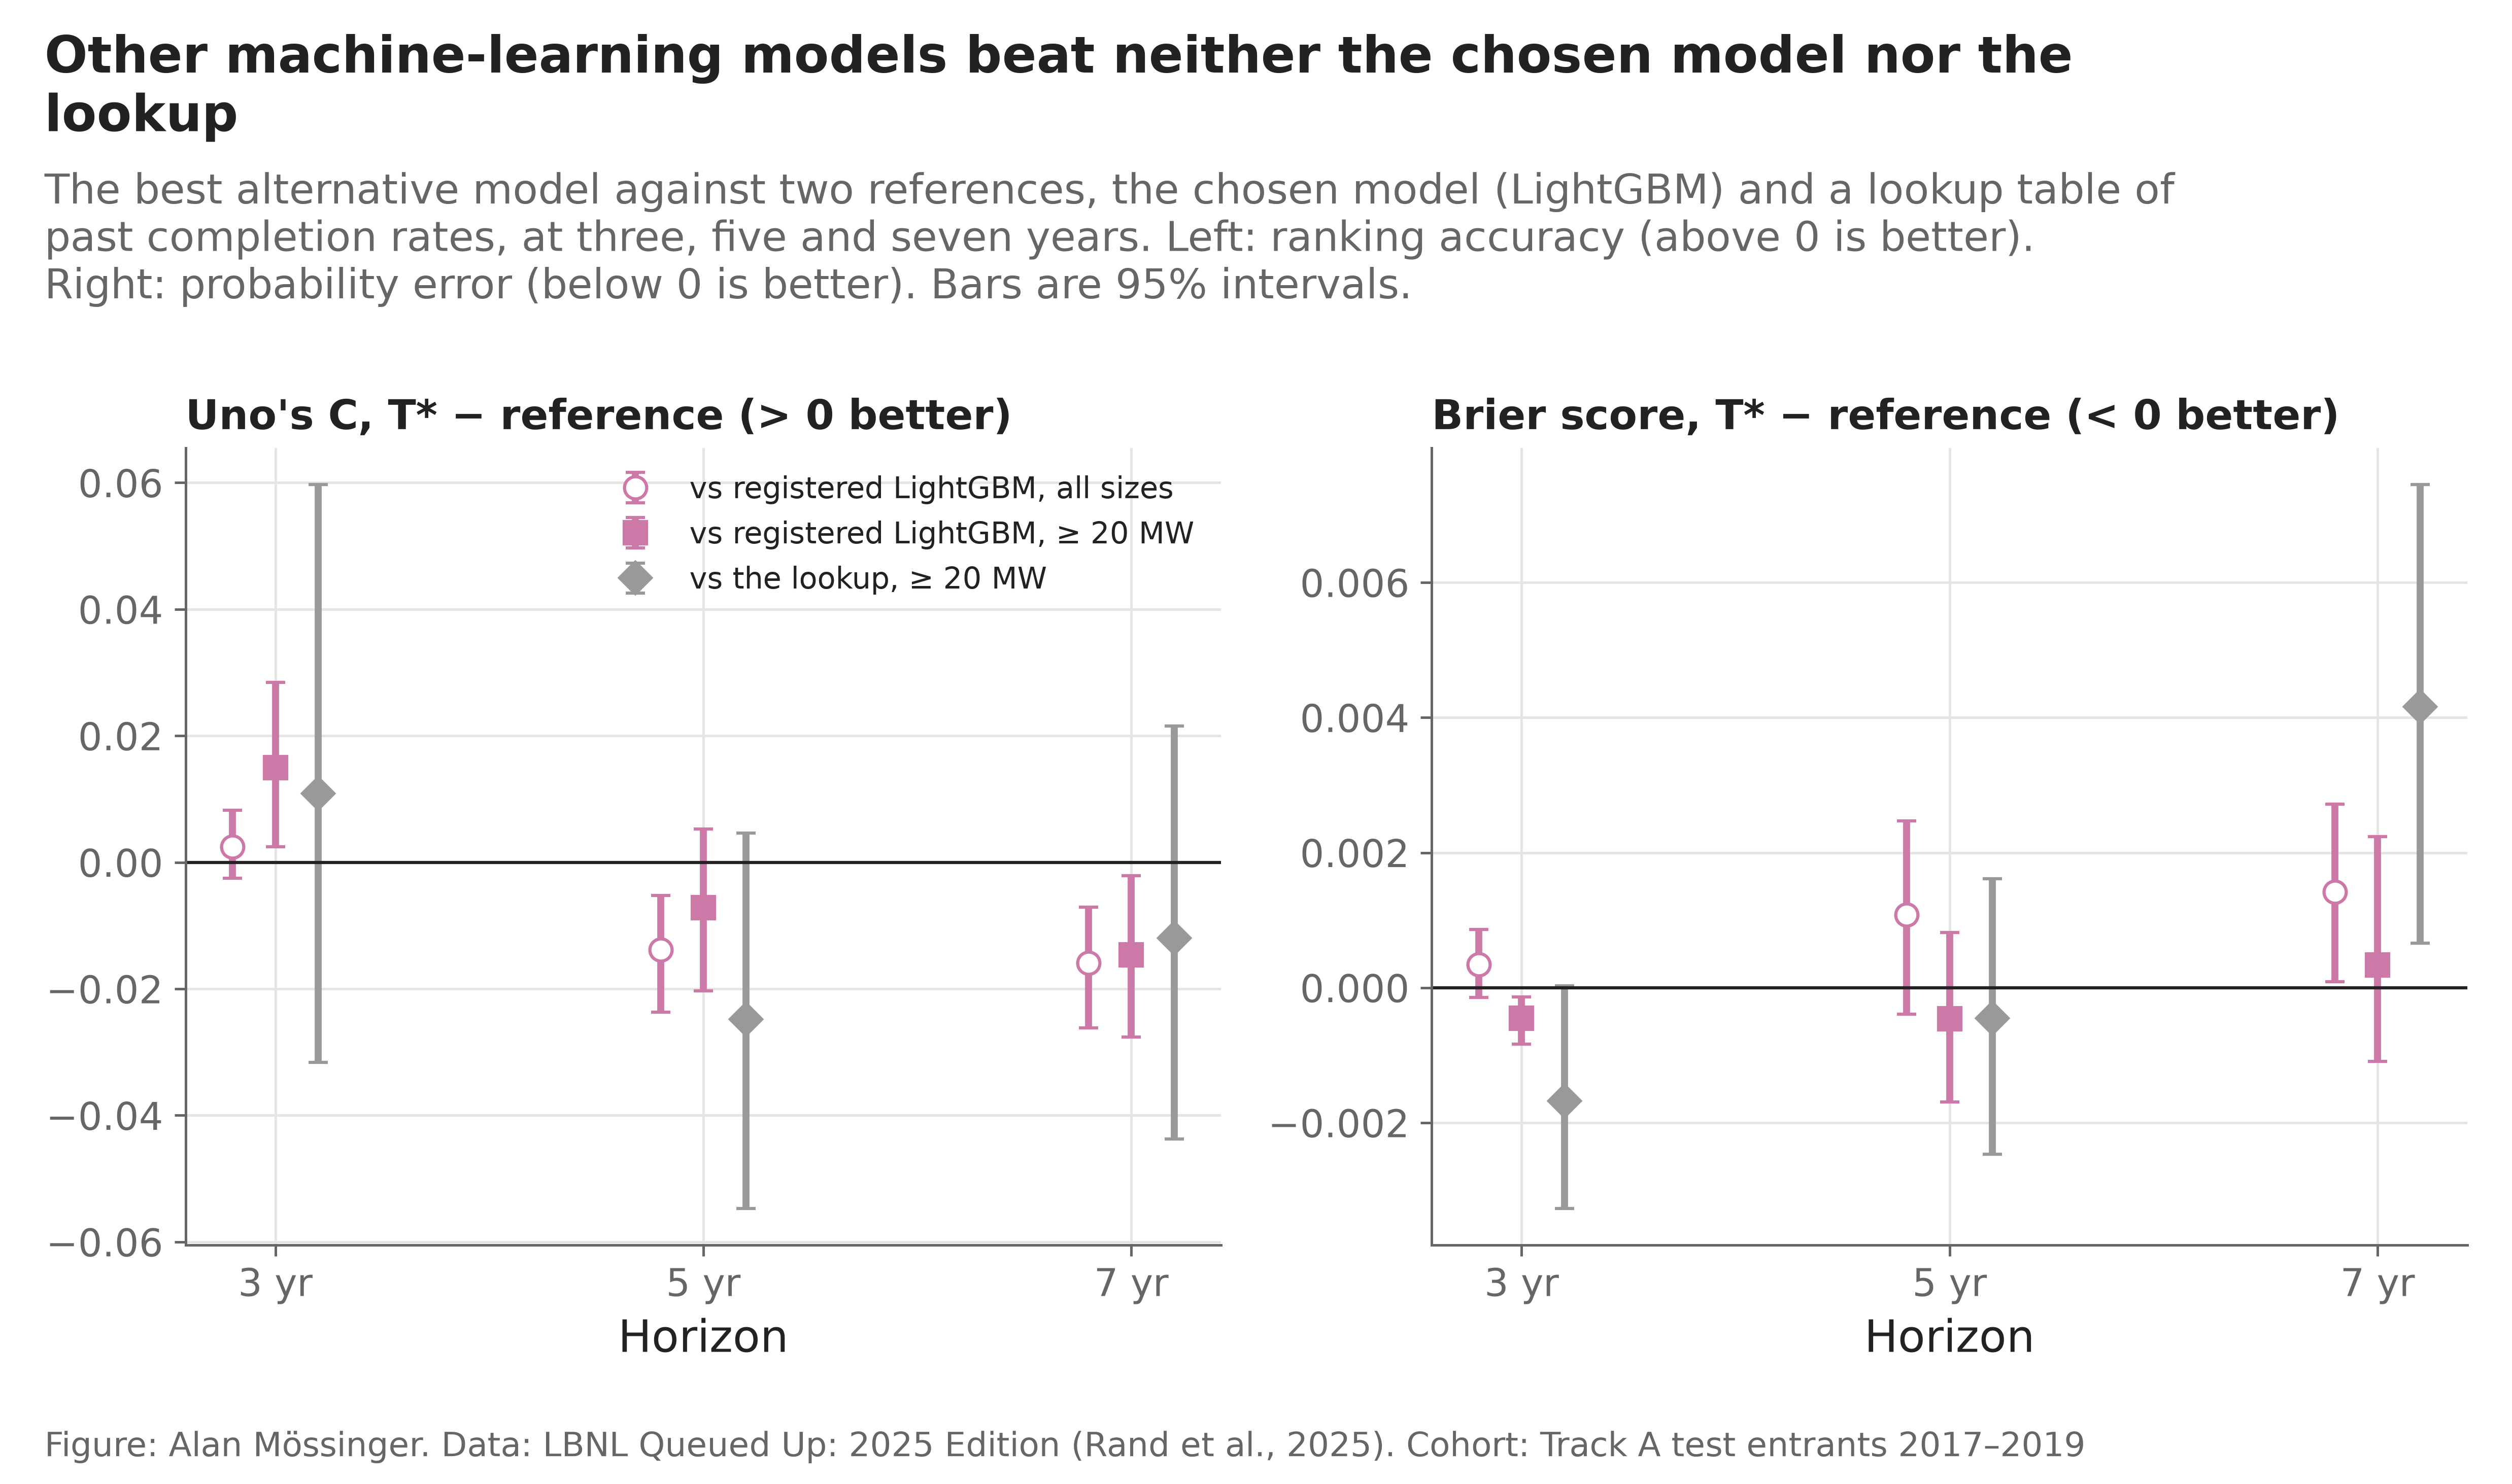 Other machine-learning models beat neither the chosen model nor the
lookup
The best alternative model against two references, the chosen model (LightGBM) and a lookup table of
past completion rates, at three, five and seven years. Left: ranking accuracy (above 0 is better).
Right: probability error (below 0 is better). Bars are 95% intervals.
Uno's C, T* − reference (> 0 better)
vs registered LightGBM, all sizes
vs registered LightGBM, ≥ 20 MW
vs the lookup, ≥ 20 MW
0.06
0.04
0.02
0.00
−0.02
−0.04
−0.06
3 yr
5 yr
7 yr
Horizon
Brier score, T* − reference (< 0 better)
0.006
0.004
0.002
0.000
−0.002
3 yr
5 yr
7 yr
Horizon
Figure: Alan Mössinger. Data: LBNL Queued Up: 2025 Edition (Rand et al., 2025). Cohort: Track A test entrants 2017–2019